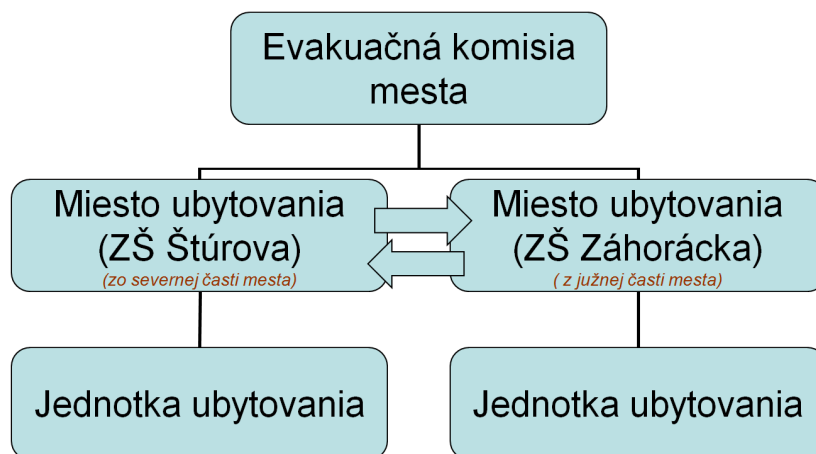 Evakuačná komisia
mesta
Miesto ubytovania
(ZŠ Štúrova)
(zo severnej časti mesta)
Miesto ubytovania
(ZŠ Záhorácka)
( z južnej časti mesta)
Jednotka ubytovania
Jednotka ubytovania